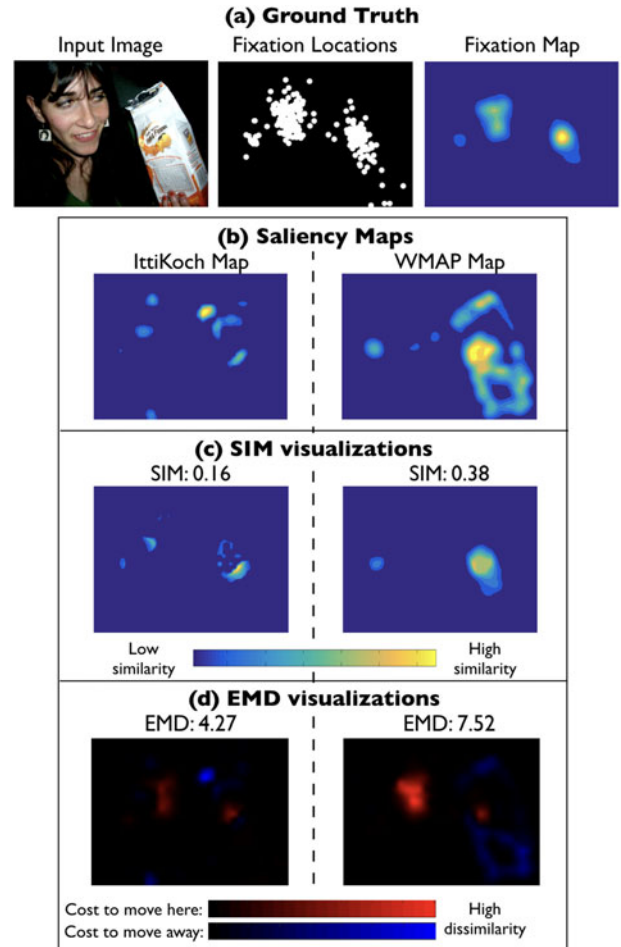 (a) Ground Truth
Input Image Fixation Locations Fixation Map
(b) Saliency Maps
IttiKoch Map WMAP Map
(c) SIM visualizations
SIM: 0.16 SIM: 0.38
Low similarity High similarity
(d) EMD visualizations
EMD: 4.27 EMD: 7.52
Cost to move here: High
Cost to move away: dissimilarity